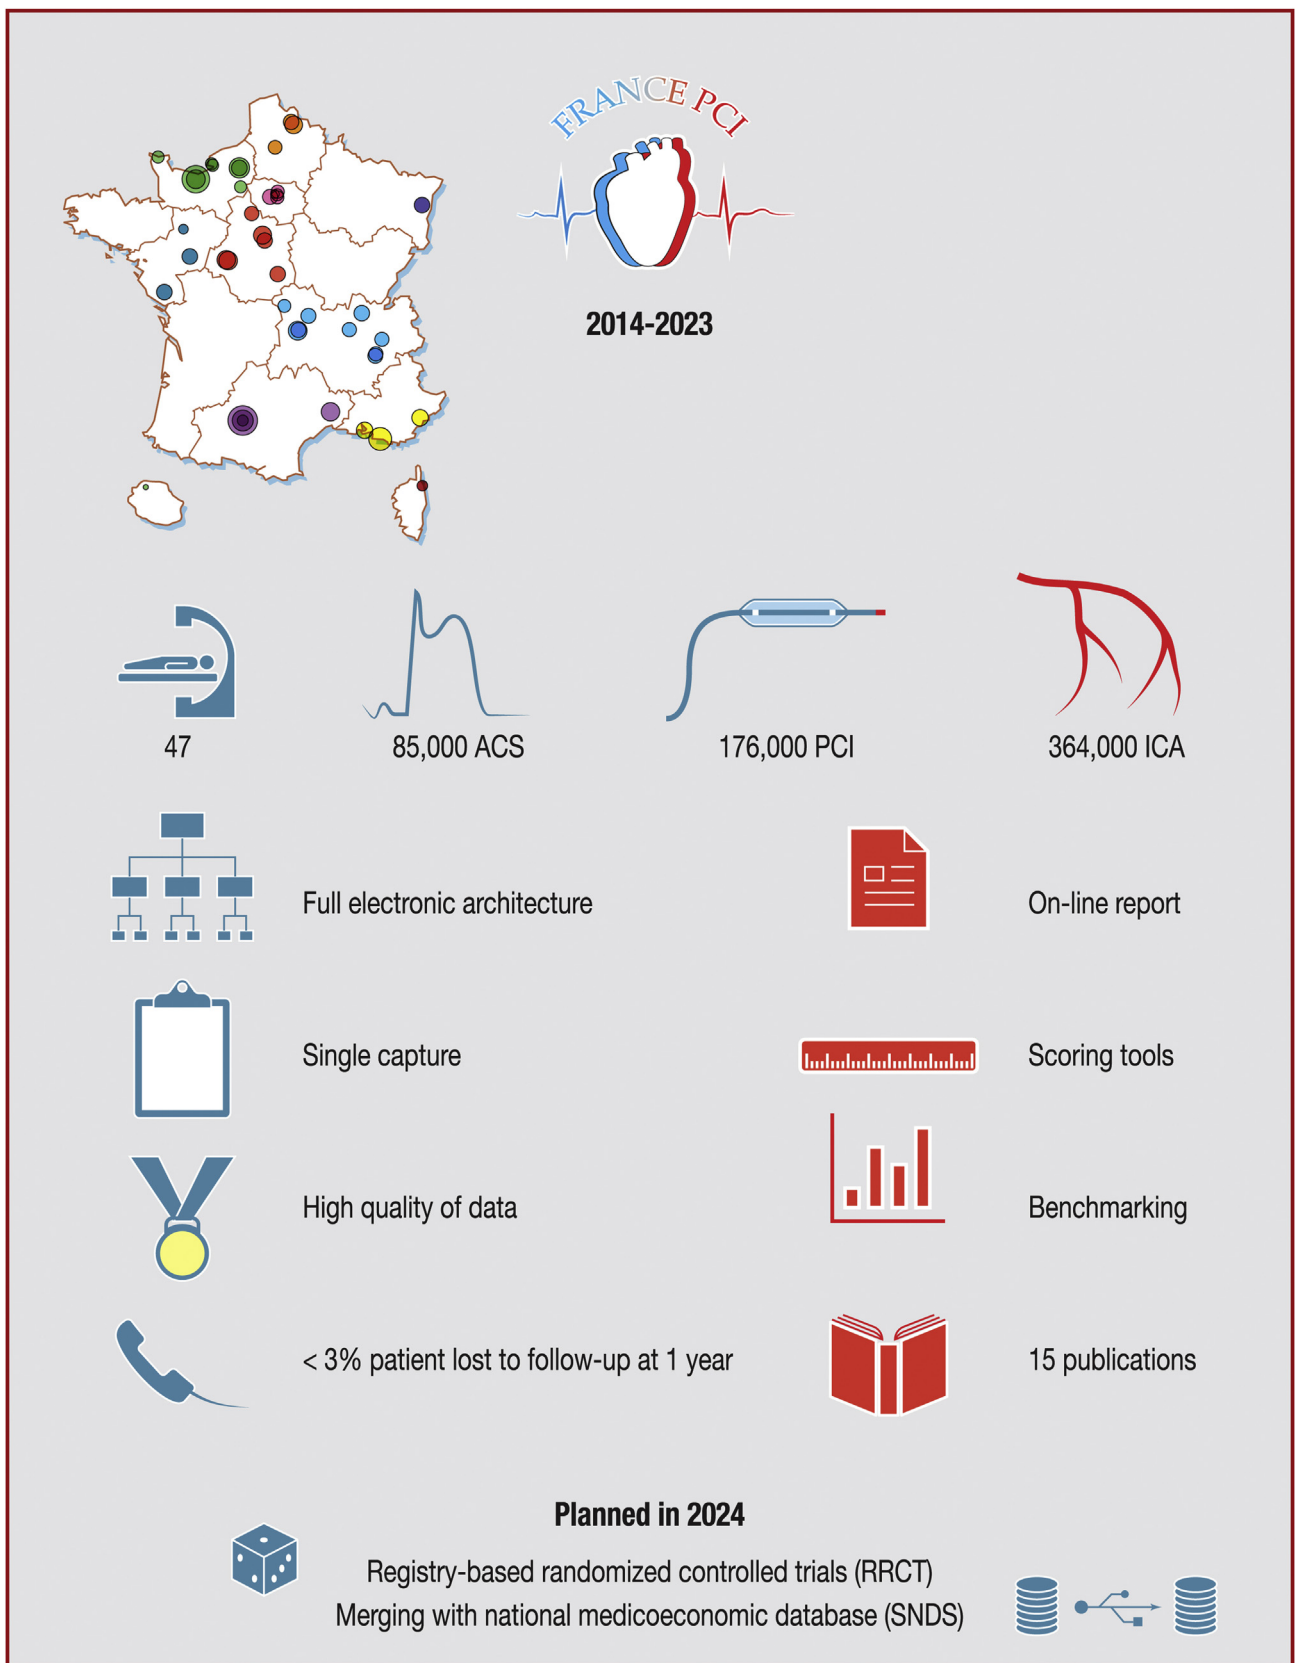 FRANCE PCI
2014-2023
47
85,000 ACS
176,000 PCI
364,000 ICA
Full electronic architecture
On-line report
Single capture
Scoring tools
High quality of data
Benchmarking
< 3% patient lost to follow-up at 1 year
15 publications
Planned in 2024
Registry-based randomized controlled trials (RRCT)
Merging with national medicoeconomic database (SNDS)